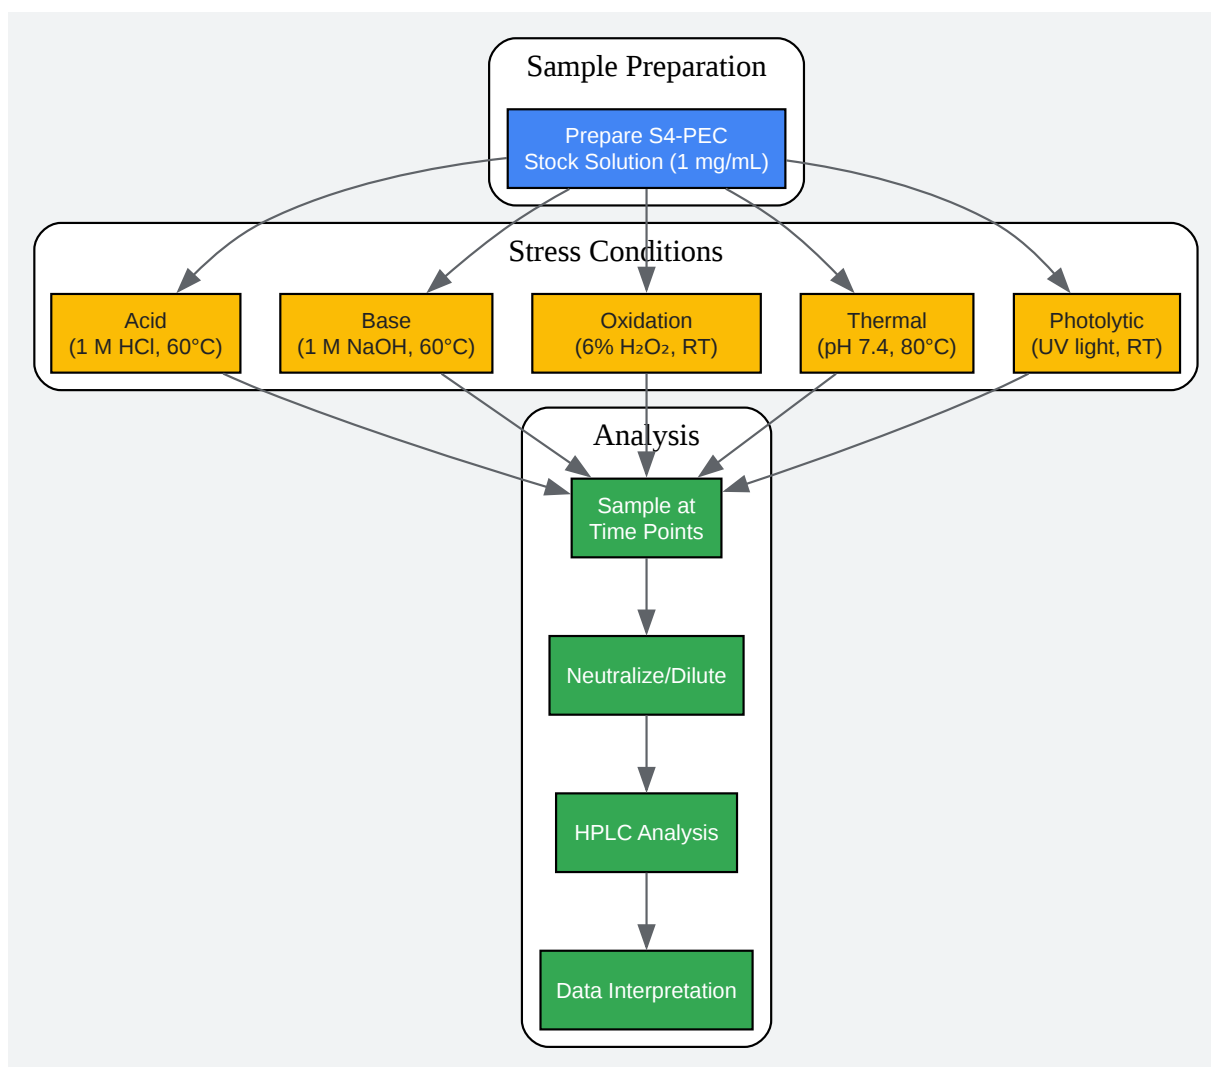 Sample Preparation
Prepare S4-PEC
Stock Solution (1 mg/mL)
Stress Conditions
Acid
(1 M HCl, 60°C)
Base
(1 M NaOH, 60°C)
Oxidation
(6% H₂O₂, RT)
Thermal
(pH 7.4, 80°C)
Photolytic
(UV light, RT)
Analysis
Sample at
Time Points
Neutralize/Dilute
HPLC Analysis
Data Interpretation